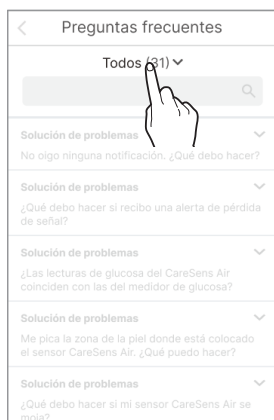 Preguntas frecuentes
Todos (31)
Solución de problemas
No oigo ninguna notificación. ¿Qué debo hacer?
Solución de problemas
¿Qué debo hacer si recibo una alerta de pérdida
de señal?
Solución de problemas
¿Las lecturas de glucosa del CareSens Air
coinciden con las del medidor de glucosa?
Solución de problemas
Me pica la zona de la piel donde está colocado
el sensor CareSens Air. ¿Qué puedo hacer?
Solución de problemas
¿Qué debo hacer si mi sensor CareSens Air se
moja?